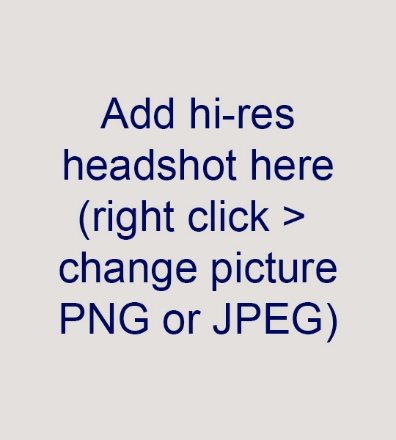 Add hi-res
headshot here
(right click >
change picture
PNG or JPEG)